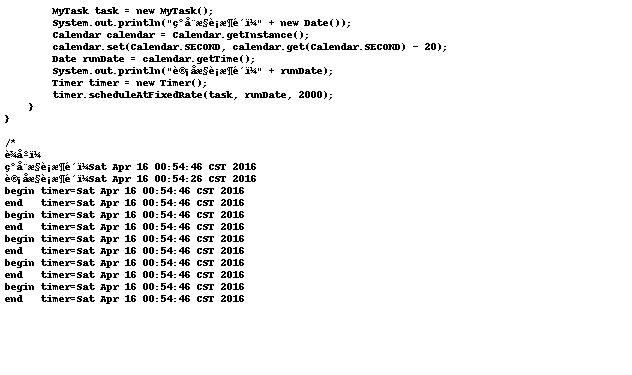 MyTask task = new MyTask();
System.out.println("ç°å¨æ§è¡æ¶é´ï¼" + new Date());
Calendar calendar = Calendar.getInstance();
calendar.set(Calendar.SECOND, calendar.get(Calendar.SECOND) - 20);
Date runDate = calendar.getTime();
System.out.println("è®¡åæ§è¡æ¶é´ï¼" + runDate);
Timer timer = new Timer();
timer.scheduleAtFixedRate(task, runDate, 2000);
}
}
/*
è¾åºï¼
ç°å¨æ§è¡æ¶é´ï¼Sat Apr 16 00:54:46 CST 2016
è®¡åæ§è¡æ¶é´ï¼Sat Apr 16 00:54:26 CST 2016
begin timer=Sat Apr 16 00:54:46 CST 2016
end   timer=Sat Apr 16 00:54:46 CST 2016
begin timer=Sat Apr 16 00:54:46 CST 2016
end   timer=Sat Apr 16 00:54:46 CST 2016
begin timer=Sat Apr 16 00:54:46 CST 2016
end   timer=Sat Apr 16 00:54:46 CST 2016
begin timer=Sat Apr 16 00:54:46 CST 2016
end   timer=Sat Apr 16 00:54:46 CST 2016
begin timer=Sat Apr 16 00:54:46 CST 2016
end   timer=Sat Apr 16 00:54:46 CST 2016